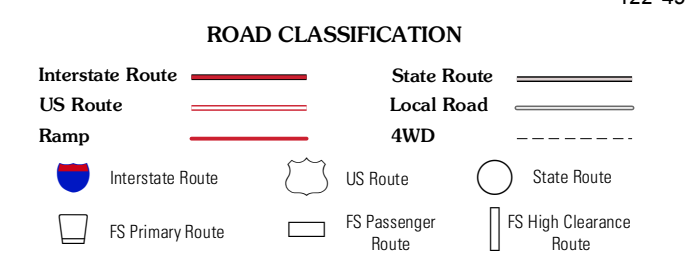 ROAD CLASSIFICATION
Interstate Route
State Route
US Route
Local Road
Ramp
4WD
Interstate Route
US Route
State Route
FS Primary Route
FS Passenger
Route
FS High Clearance
Route